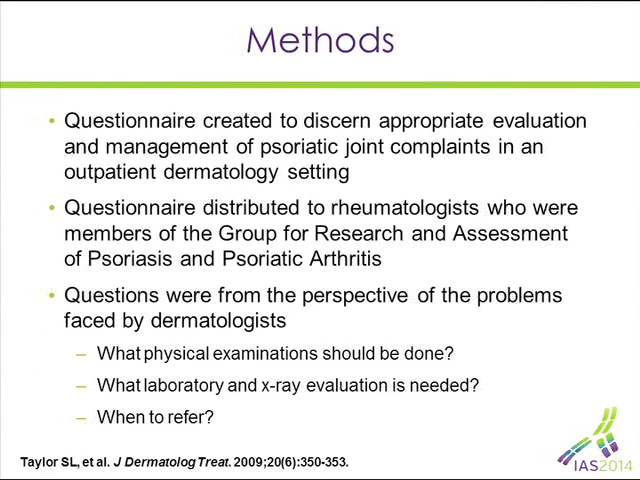 Methods
• Questionnaire created to discern appropriate evaluation
and management of psoriatic joint complaints in an
outpatient dermatology setting
• Questionnaire distributed to rheumatologists who were
members of the Group for Research and Assessment
of Psoriasis and Psoriatic Arthritis
• Questions were from the perspective of the problems
faced by dermatologists
– What physical examinations should be done?
– What laboratory and x-ray evaluation is needed?
– When to refer?
Taylor SL, et al. J Dermatolog Treat. 2009;20(6):350-353.
IAS2014